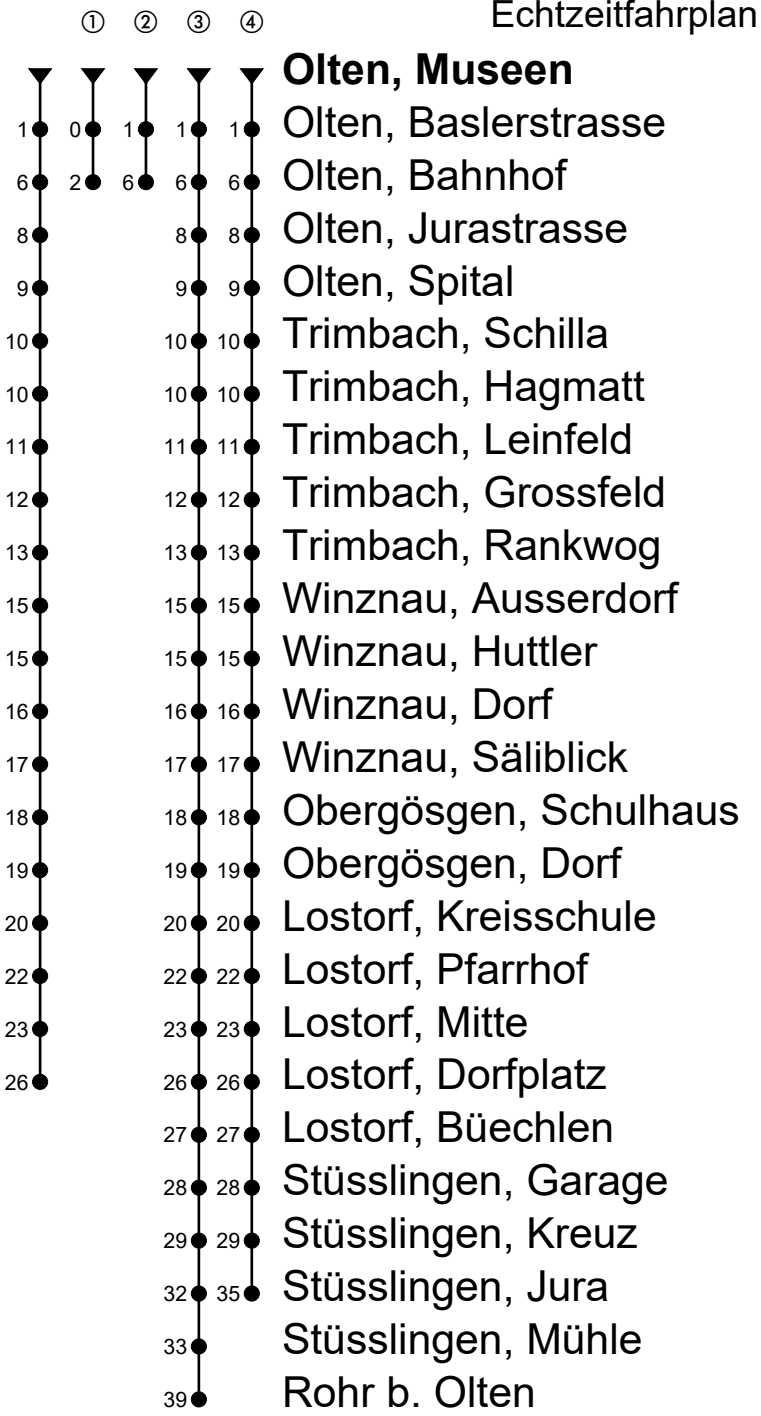 Echtzeitfahrplan
① ② ③ ④
Olten, Museen
1 0 1 1 1 Olten, Baslerstrasse
6 2 6 6 6 Olten, Bahnhof
8 8 8 Olten, Jurastrasse
9 9 9 Olten, Spital
10 10 10 Trimbach, Schilla
10 10 10 Trimbach, Hagmatt
11 11 11 Trimbach, Leinfeld
12 12 12 Trimbach, Grossfeld
13 13 13 Trimbach, Rankwog
15 15 15 Winznau, Ausserdorf
15 15 15 Winznau, Huttler
16 16 16 Winznau, Dorf
17 17 17 Winznau, Säliblick
18 18 18 Obergösgen, Schulhaus
19 19 19 Obergösgen, Dorf
20 20 20 Lostorf, Kreisschule
22 22 22 Lostorf, Pfarrhof
23 23 23 Lostorf, Mitte
26 26 26 Lostorf, Dorfplatz
27 27 Lostorf, Büechlen
28 28 Stüsslingen, Garage
29 29 Stüsslingen, Kreuz
32 35 Stüsslingen, Jura
33 Stüsslingen, Mühle
39 Rohr b. Olten